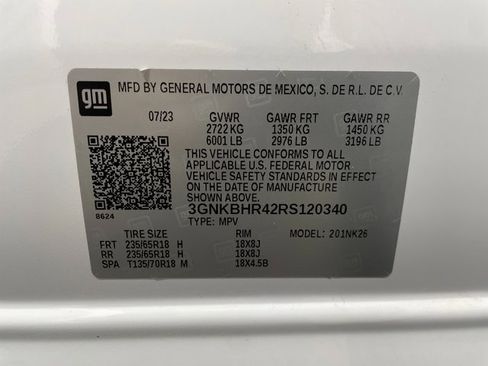 gm
MFD BY GENERAL MOTORS DE MEXICO, S. DE R.L. DE C.V.
07/23 GVWR GAWR FRT GAWR RR
2722 KG 1350 KG 1450 KG
6001 LB 2976 LB 3196 LB
THIS VEHICLE CONFORMS TO ALL
APPLICABLE U.S. FEDERAL MOTOR
VEHICLE SAFETY STANDARDS IN
EFFECT ON THE DATE OF MANUFACTURE
SHOWN ABOVE.
3GNKBHR42RS120340
8624 TYPE: MPV
TIRE SIZE RIM 201NK26
FRT 235/65R18 H 18X8J
RR 235/65R18 H 18X8J
SPA T135/70R18 M 18X4.5B